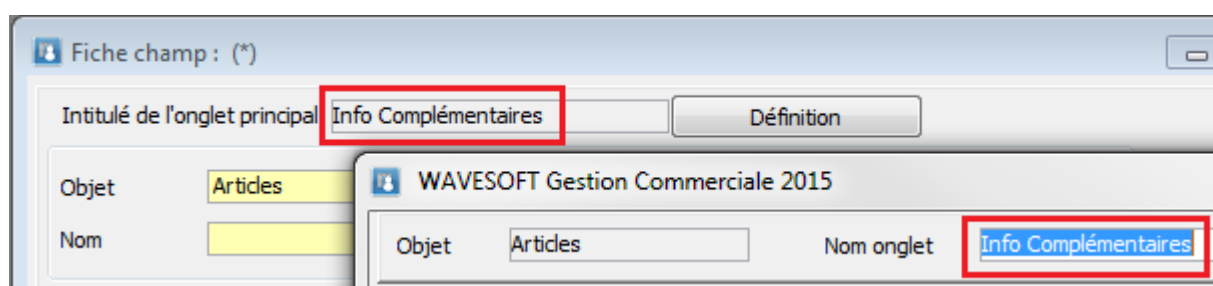 Fiche champ : (*)
Intitulé de l'onglet principal Info Complémentaires Définition
Objet Articles
WAVESOFT Gestion Commerciale 2015
Nom
Objet Articles Nom onglet Info Complémentaires